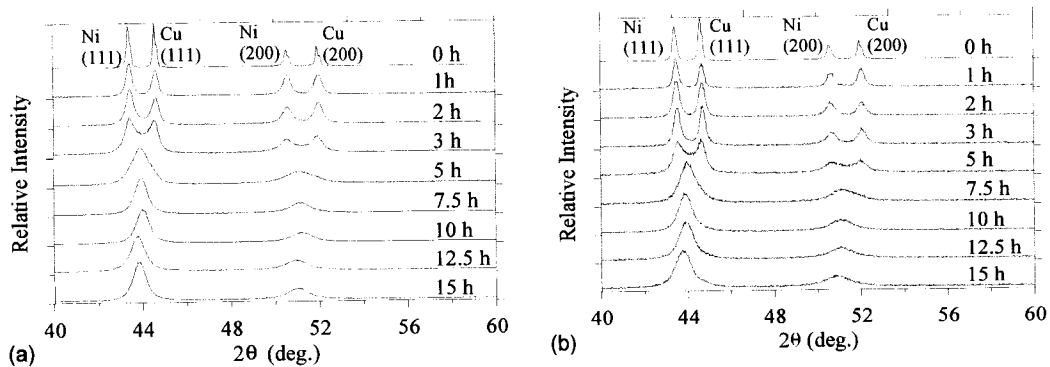 Ni Cu Ni Cu
(111) (111) (200) (200)
0 h
1h
2 h
3 h
5 h
7.5 h
10 h
12.5 h
15 h
Relative Intensity
40 44 48 52 56 60
2θ (deg.)
(a)
Ni Cu Ni Cu
(111) (111) (200) (200)
0 h
1 h
2 h
3 h
5 h
7.5 h
10 h
12.5 h
15 h
Relative Intensity
40 44 48 52 56 60
2θ (deg.)
(b)